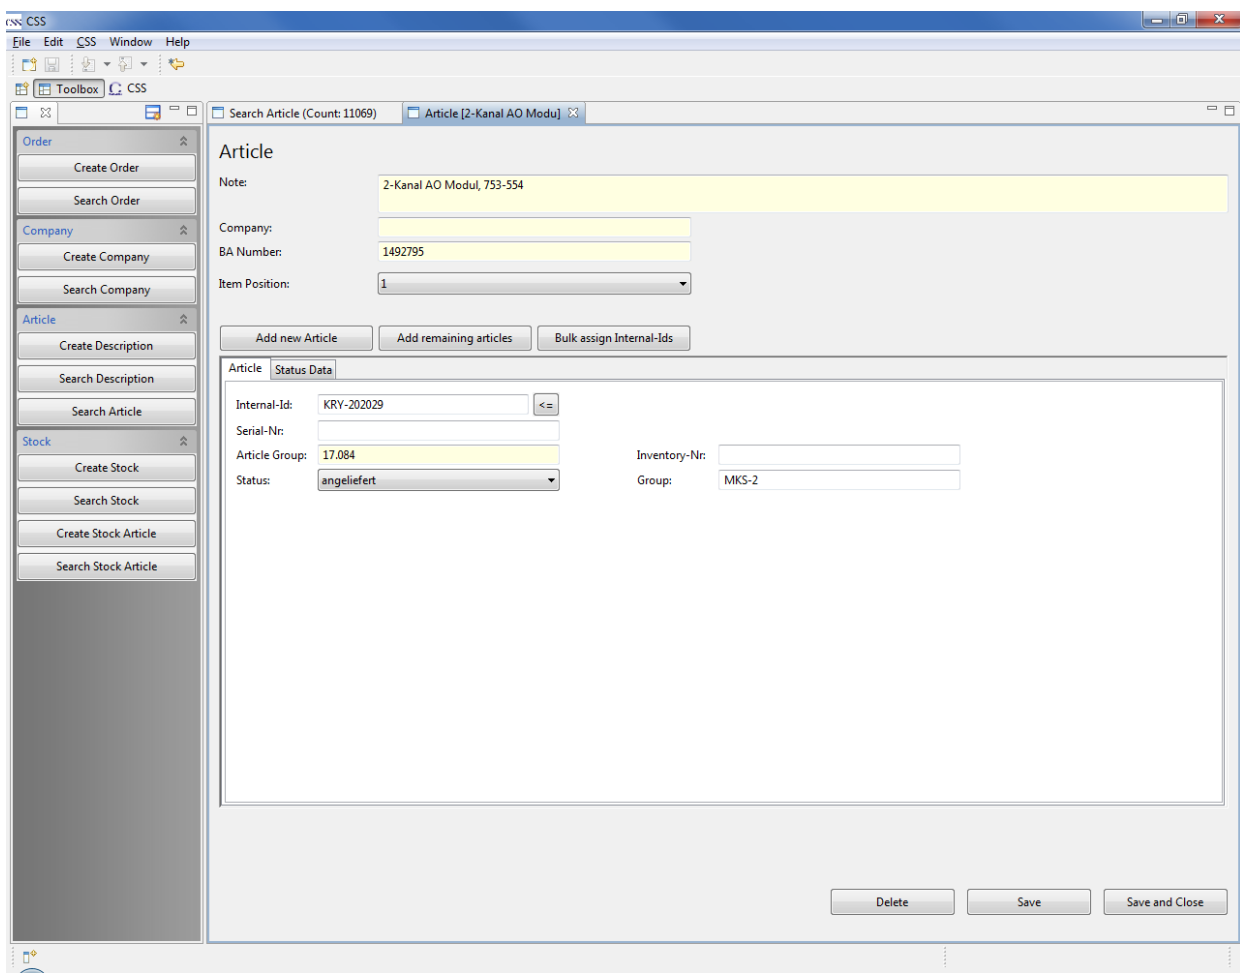 CSS CSS
File Edit CSS Window Help
Toolbox CSS
Search Article (Count: 11069) Article [2-Kanal AO Modu]
Order
Create Order
Search Order
Company
Create Company
Search Company
Article
Create Description
Search Description
Search Article
Stock
Create Stock
Search Stock
Create Stock Article
Search Stock Article
Article
Note: 2-Kanal AO Modul, 753-554
Company:
BA Number: 1492795
Item Position: 1
Add new Article Add remaining articles Bulk assign Internal-Ids
Article Status Data
Internal-Id: KRY-202029 <=
Serial-Nr:
Article Group: 17.084 Inventory-Nr:
Status: angeliefert Group: MKS-2
Delete Save Save and Close